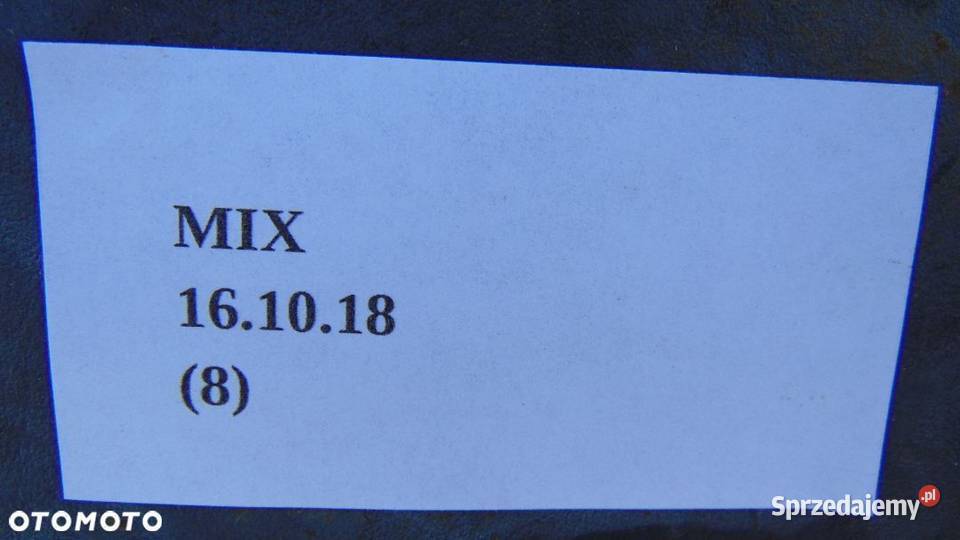 MIX
16.10.18
(8)
OTOMOTO
Sprzedajemy.pl